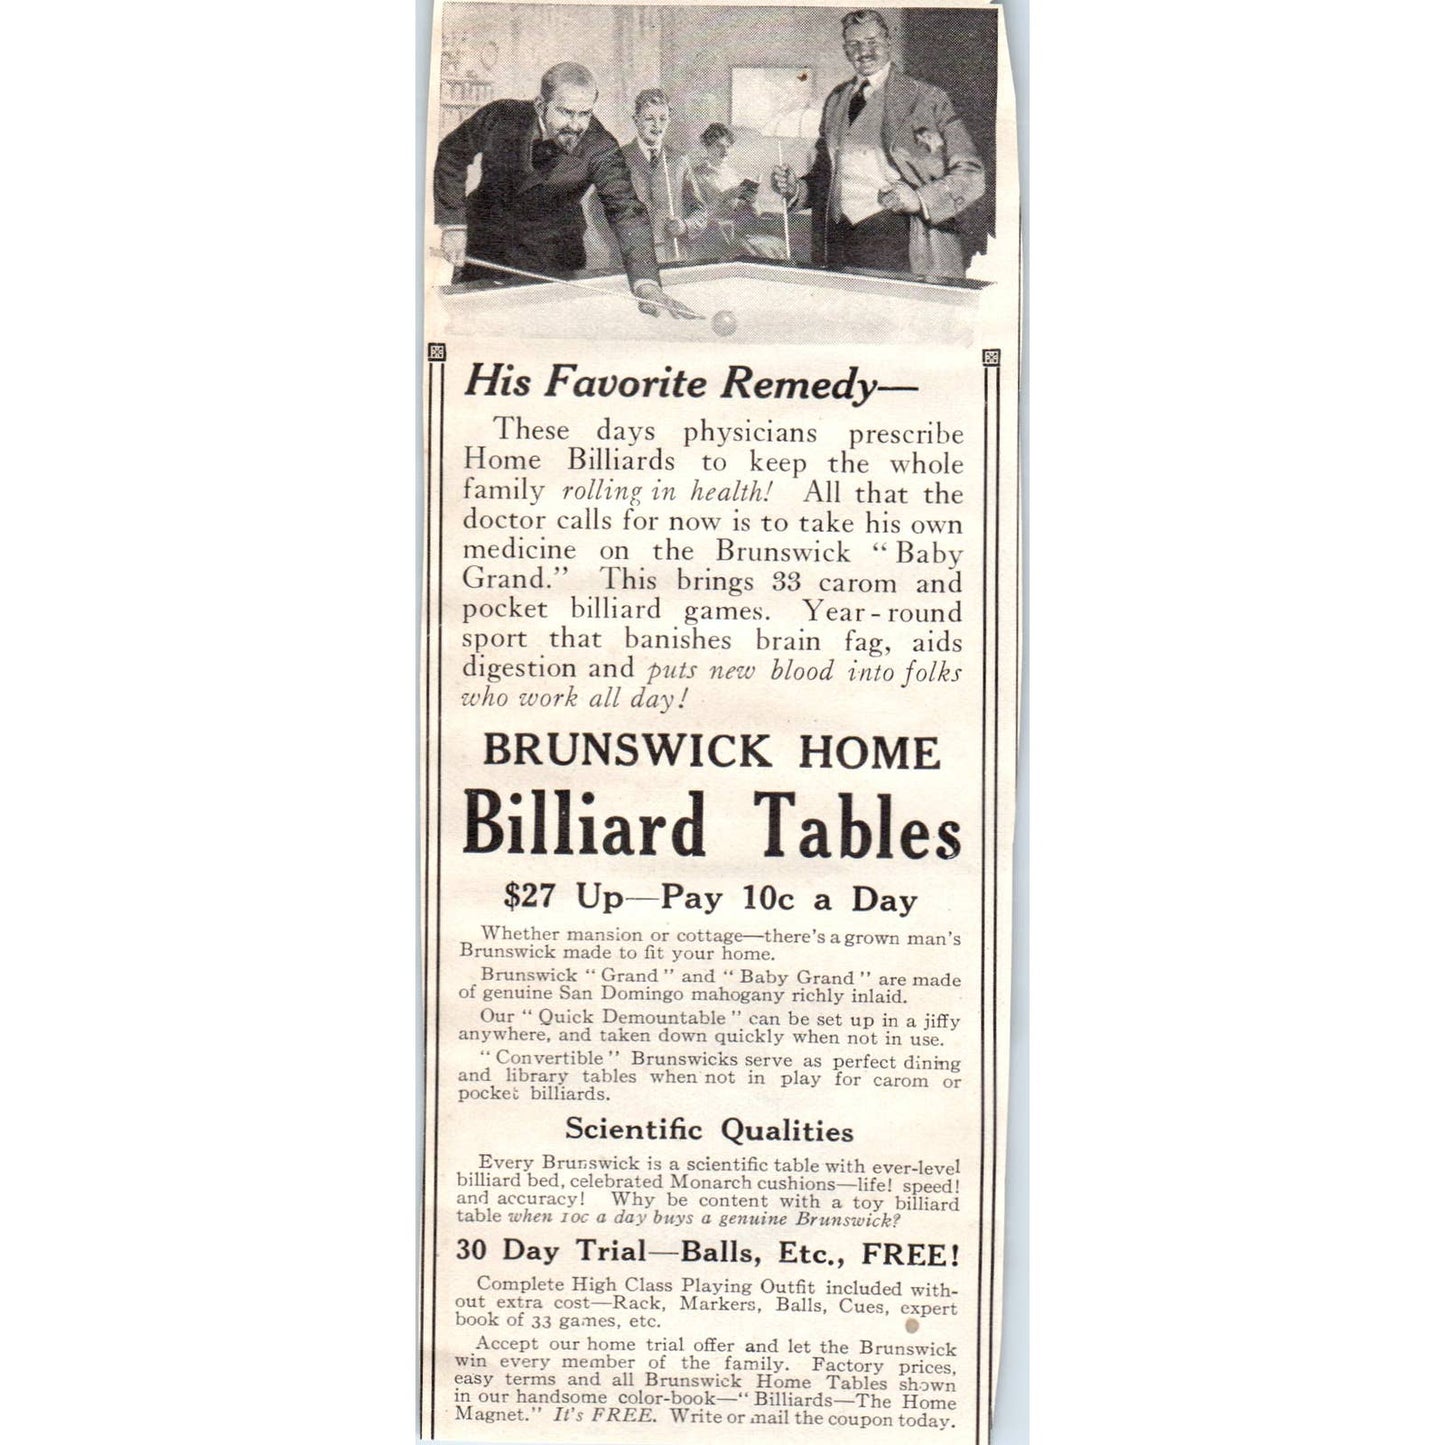 His Favorite Remedy—
These days physicians prescribe
Home Billiards to keep the whole
family rolling in health! All that the
doctor calls for now is to take his own
medicine on the Brunswick “Baby
Grand.” This brings 33 carom and
pocket billiard games. Year-round
sport that banishes brain fag, aids
digestion and puts new blood into folks
who work all day!
BRUNSWICK HOME
Billiard Tables
$27 Up—Pay 10c a Day
Whether mansion or cottage—there’s a grown man’s
Brunswick made to fit your home.
Brunswick “Grand” and “Baby Grand” are made
of genuine San Domingo mahogany richly inlaid.
Our “Quick Demountable” can be set up in a jiffy
anywhere, and taken down quickly when not in use.
“Convertible” Brunswicks serve as perfect dining
and library tables when not in play for carom or
pocket billiards.
Scientific Qualities
Every Brunswick is a scientific table with ever-level
billiard bed, celebrated Monarch cushions—life! speed!
and accuracy! Why be content with a toy billiard
table when 10c a day buys a genuine Brunswick?
30 Day Trial—Balls, Etc., FREE!
Complete High Class Playing Outfit included with-
out extra cost—Rack, Markers, Balls, Cues, expert
book of 33 games, etc.
Accept our home trial offer and let the Brunswick
win every member of the family. Factory prices,
easy terms and all Brunswick Home Tables shown
in our handsome color-book—“Billiards—The Home
Magnet.” It’s FREE. Write or mail the coupon today.